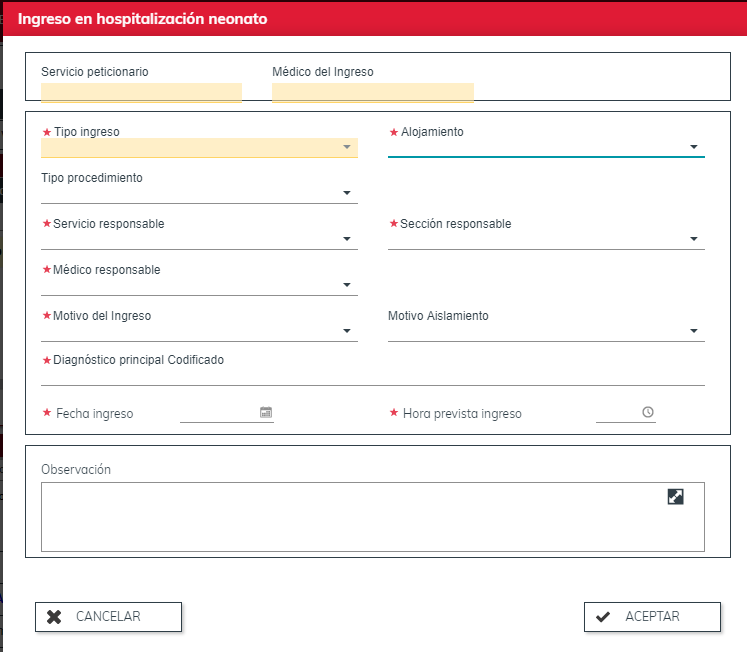 Ingreso en hospitalización neonato
Servicio peticionario Médico del Ingreso
★ Tipo ingreso ★ Alojamiento
Tipo procedimiento
★ Servicio responsable ★ Sección responsable
★ Médico responsable
★ Motivo del Ingreso Motivo Aislamiento
★ Diagnóstico principal Codificado
★ Fecha ingreso ★ Hora prevista ingreso
Observación
CANCELAR ACEPTAR